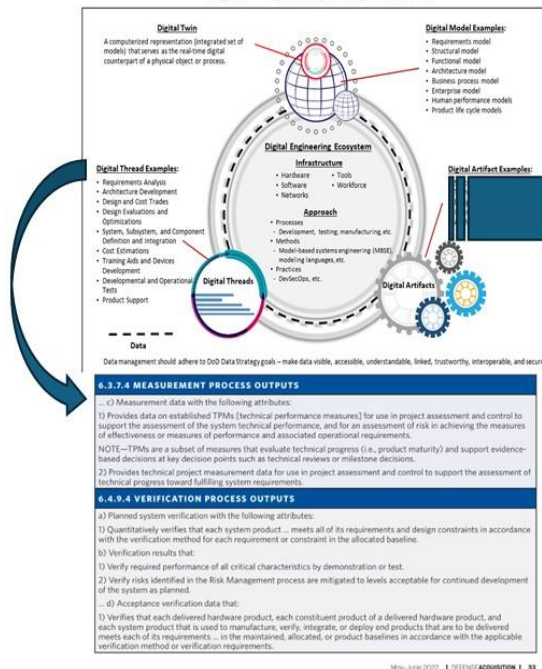 Digital Twin
A computerized representation (integrated set of
models) that serves as the real-time digital
counterpart of a physical object or process.
Digital Model Examples:
• Requirements model
• Structural model
• Functional model
• Architecture model
• Business process model
• Enterprise model
• Human performance models
• Product life cycle models
Digital Engineering Ecosystem
Infrastructure
• Hardware
• Software
• Networks
• Tools
• Workforce
Approach
• Processes
- Development, testing, manufacturing, etc.
• Methods
- Model-based systems engineering (MBSE),
modeling languages, etc.
• Practices
- DevSecOps, etc.
Digital Thread Examples:
• Requirements Analysis
• Architecture Development
• Design and Cost Trades
• Design Evaluations and
Optimizations
• System, Subsystem, and Component
Definition and Integration
• Cost Estimations
• Training Aids and Devices
Development
• Developmental and Operational
Tests
• Product Support
Digital Artifact Examples:
Digital Threads
Digital Artifacts
Data
Data management should adhere to DoD Data Strategy goals – make data visible, accessible, understandable, linked, trustworthy, interoperable, and secure
6.3.7.4 MEASUREMENT PROCESS OUTPUTS
... c) Measurement data with the following attributes:
1) Provides data on established TPMs [technical performance measures] for use in project assessment and control to
support the assessment of the system technical performance, and for an assessment of risk in achieving the measures
of effectiveness or measures of performance and associated operational requirements.
NOTE—TPMs are a subset of measures that evaluate technical progress (i.e., product maturity) and support evidence-
based decisions at key decision points such as technical reviews or milestone decisions.
2) Provides technical project measurement data for use in project assessment and control to support the assessment of
technical progress toward fulfilling system requirements.
6.4.9.4 VERIFICATION PROCESS OUTPUTS
a) Planned system verification with the following attributes:
1) Quantitatively verifies that each system product ... meets all of its requirements and design constraints in accordance
with the verification method for each requirement or constraint in the allocated baseline.
b) Verification results that:
1) Verify required performance of all critical characteristics by demonstration or test.
2) Verify risks identified in the Risk Management process are mitigated to levels acceptable for continued development
of the system as planned.
... d) Acceptance verification data that:
1) Verifies that each delivered hardware product, each constituent product of a delivered hardware product, and
each system product that is used to manufacture, verify, integrate, or deploy end products that are to be delivered
meets each of its requirements ... in the maintained, allocated, or product baselines in accordance with the applicable
verification method or verification requirements.
May-June 2022 | DEFENSEACQUISITION | 33